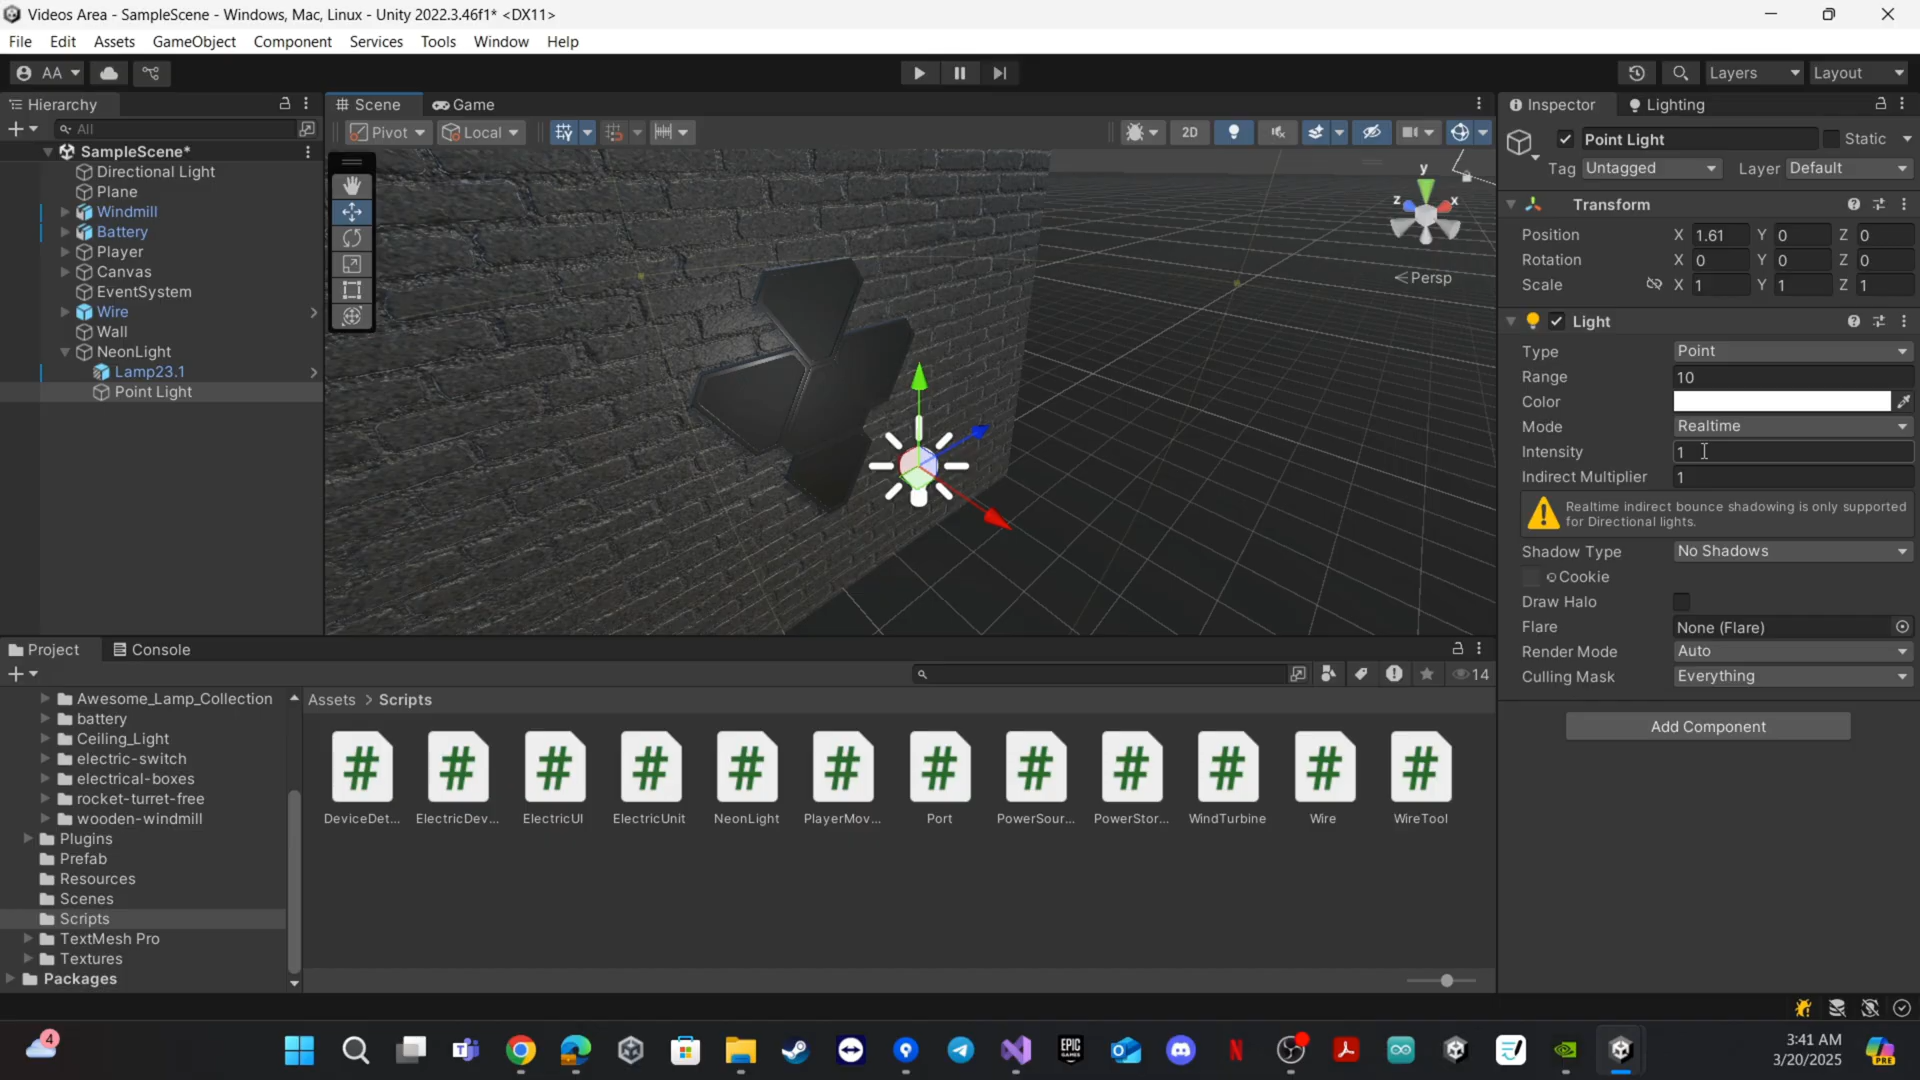 Videos Area - SampleScene - Windows, Mac, Linux - Unity 2022.3.46f1* <DX11>
File Edit Assets GameObject Component Services Tools Window Help
AA Layers Layout
Hierarchy
All
SampleScene*
Directional Light
Plane
Windmill
Battery
Player
Canvas
EventSystem
Wire
Wall
NeonLight
Lamp23.1
Point Light
Scene Game
Pivot Local 2D
y
z x
Persp
Inspector Lighting
Point Light Static
Tag Untagged Layer Default
Transform
Position X 1.61 Y 0 Z 0
Rotation X 0 Y 0 Z 0
Scale X 1 Y 1 Z 1
Light
Type Point
Range 10
Color
Mode Realtime
Intensity 1
Indirect Multiplier 1
Realtime indirect bounce shadowing is only supported
for Directional lights.
Shadow Type No Shadows
Cookie
Draw Halo
Flare None (Flare)
Render Mode Auto
Culling Mask Everything
Add Component
Project Console
14
Awesome_Lamp_Collection
battery
Ceiling_Light
electric-switch
electrical-boxes
rocket-turret-free
wooden-windmill
Plugins
Prefab
Resources
Scenes
Scripts
TextMesh Pro
Textures
Packages
Assets > Scripts
DeviceDet... ElectricDev... ElectricUI ElectricUnit NeonLight PlayerMov... Port PowerSour... PowerStor... WindTurbine Wire WireTool
4
EPIC
GAMES
N
PRE
3:41 AM
3/20/2025